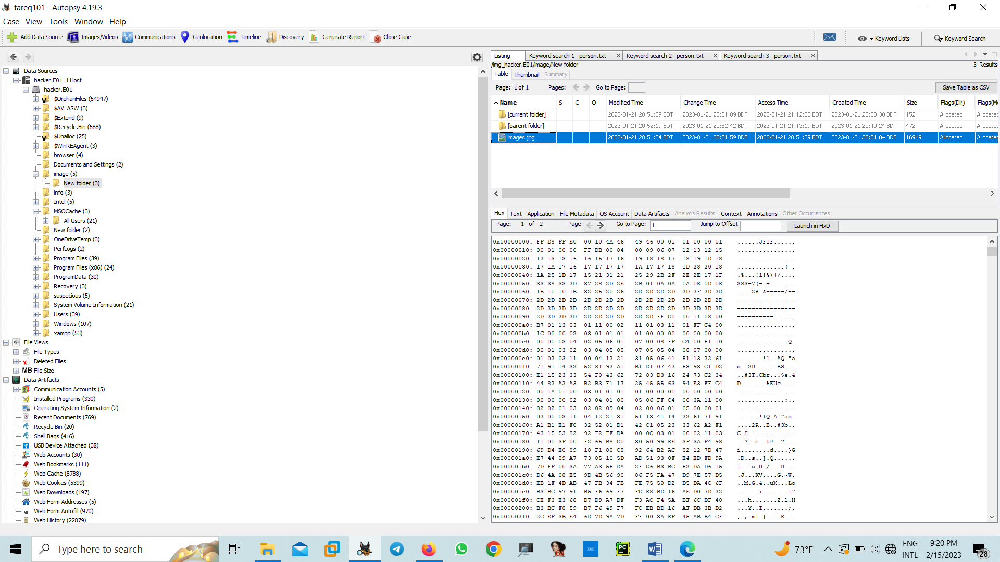 tareq101 - Autopsy 4.19.3
Case View Tools Window Help
Add Data Source Images/Videos Communications Geolocation Timeline Discovery Generate Report Close Case Keyword Lists Keyword Search
Data Sources
hacker.E01_1 Host
hacker.E01
$OrphanFiles (64947)
$AV_ASW (3)
$Extend (9)
$Recycle.Bin (688)
$Unalloc (25)
$WinREAgent (3)
browser (4)
Documents and Settings (2)
image (5)
New folder (3)
info (3)
Intel (5)
MSOCache (3)
All Users (21)
New folder (2)
OneDriveTemp (3)
PerfLogs (2)
Program Files (39)
Program Files (x86) (24)
ProgramData (30)
Recovery (3)
suspecious (5)
System Volume Information (21)
Users (39)
Windows (107)
xampp (53)
File Views
File Types
Deleted Files
MB File Size
Data Artifacts
Communication Accounts (5)
Installed Programs (330)
Operating System Information (2)
Recent Documents (769)
Recycle Bin (20)
Shell Bags (416)
USB Device Attached (38)
Web Accounts (30)
Web Bookmarks (111)
Web Cache (8788)
Web Cookies (5399)
Web Downloads (197)
Web Form Addresses (5)
Web Form Autofill (970)
Web History (22879)
Listing Keyword search 1 - person.txt Keyword search 2 - person.txt Keyword search 3 - person.txt
/img_hacker.E01/image/New folder 3 Results
Table Thumbnail Summary
Page: 1 of 1 Pages: Go to Page: Save Table as CSV
Name S C O Modified Time Change Time Access Time Created Time Size Flags(Dir) Flags(Me
[current folder] 2023-01-21 20:51:09 BDT 2023-01-21 20:51:09 BDT 2023-01-21 21:12:55 BDT 2023-01-21 20:50:30 BDT 152 Allocated Allocated
[parent folder] 2023-01-21 20:52:19 BDT 2023-01-21 20:52:42 BDT 2023-01-21 21:13:19 BDT 2023-01-21 20:49:24 BDT 472 Allocated Allocated
images.jpg 2023-01-21 20:51:04 BDT 2023-01-21 20:51:59 BDT 2023-01-21 20:51:59 BDT 2023-01-21 20:51:04 BDT 16919 Allocated Allocated
Hex Text Application File Metadata OS Account Data Artifacts Analysis Results Context Annotations Other Occurrences
Page: 1 of 2 Page Go to Page: 1 Jump to Offset Launch in HxD
0x00000000: FF D8 FF E0 00 10 4A 46 49 46 00 01 01 00 00 01 ......JFIF......
0x00000010: 00 01 00 00 FF DB 00 84 00 09 06 07 12 13 12 15 ................
0x00000020: 12 13 13 16 16 15 17 16 19 18 18 17 18 19 1D 18 ................
0x00000030: 17 1A 17 16 17 17 17 17 1A 17 17 18 1D 28 20 18 .............( .
0x00000040: 1A 25 1D 17 15 21 31 21 25 29 2B 2F 2E 2E 17 1F .%...!1!%)+/....
0x00000050: 33 38 33 2D 37 28 2D 2E 2B 01 0A 0A 0A 0E 0D 0E 383-7(-.+.......
0x00000060: 1B 10 10 1B 32 25 20 26 2D 2D 2D 2D 2D 2F 2D 2D ....2% &-----/--
0x00000070: 2D 2D 2D 2D 2D 2D 2D 2D 2D 2D 2D 2D 2D 2D 2D 2D ----------------
0x00000080: 2D 2D 2D 2D 2D 2D 2D 2D 2D 2D 2D 2D 2D 2D 2D 2D ----------------
0x00000090: 2D 2D 2D 2D 2D 2D 2D 2D 2D 2D FF C0 00 11 08 00 ----------......
0x000000a0: B7 01 13 03 01 11 00 02 11 01 03 11 01 FF C4 00 ................
0x000000b0: 1C 00 00 02 03 01 01 01 01 00 00 00 00 00 00 00 ................
0x000000c0: 00 00 03 04 02 05 06 01 07 00 08 FF C4 00 51 10 ..............Q.
0x000000d0: 00 01 03 02 03 04 05 08 07 05 05 04 08 07 00 00 ................
0x000000e0: 01 02 03 11 00 04 12 21 31 05 06 41 51 13 22 61 .......!1..AQ."a
0x000000f0: 71 91 14 32 52 81 92 A1 B1 D1 07 42 53 93 C1 D2 q..2R......BS...
0x00000100: E1 15 23 33 54 F0 43 62 72 83 D3 16 24 73 C2 34 ..#3T.Cbr...$s.4
0x00000110: 44 82 A2 A3 B2 B3 F1 17 25 45 55 63 94 E3 FF C4 D.......%EUc....
0x00000120: 00 1A 01 00 03 01 01 01 01 00 00 00 00 00 00 00 ................
0x00000130: 00 00 00 02 03 04 01 00 05 06 FF C4 00 3A 11 00 .............:..
0x00000140: 02 02 01 03 02 02 09 04 02 00 06 01 05 00 00 01 ................
0x00000150: 02 00 03 11 04 12 21 31 51 13 41 14 22 61 71 91 ......!1Q.A."aq.
0x00000160: A1 B1 E1 F0 32 52 81 D1 42 C1 05 23 33 62 A2 F1 ....2R..B..#3b..
0x00000170: 43 15 53 82 92 F2 FF DA 00 0C 03 01 00 02 11 03 C.S.............
0x00000180: 11 00 3F 00 F2 65 B8 C0 30 50 99 EE 3F 3A F4 98 ..?..e..0P..?:..
0x00000190: 69 D4 E0 89 18 F1 88 C8 92 64 B2 AC 82 12 7D 47 i........d....}G
0x000001a0: E7 44 89 A7 73 85 10 5D AD 51 93 0F E4 ED FD 9A .D..s..].Q......
0x000001b0: 7D FF 00 3A 77 A3 55 DA 2F C6 B3 BC 52 DA D6 15 }..:w.U./...R...
0x000001c0: D6 4A 08 E5 9D 4B 56 90 86 F5 FA 47 D9 7E 57 D5 .J...KV....G.~W.
0x000001d0: EB 1F 4D AB 47 FB 34 FB FE 75 58 D2 D5 DA 4C 6F ..M.G.4..uX...Lo
0x000001e0: B3 BC 97 91 B5 F6 69 F7 FC E8 BD 16 AE D0 7D 22 ......i.......}"
0x000001f0: CE F3 E3 68 D7 D9 A7 DF F3 AC F4 5A BF 6C DF 48 ...h.......Z.l.H
0x00000200: B3 BC F8 59 B7 F6 49 F7 FC EB BD 16 AF DB 3B D2 ...Y..I.......;.
0x00000210: 2C EF 3B E4 6D 7D 9A 7D FF 00 3A EF 45 AB B4 CF ,.;.m}.}..:.E...
Type here to search
73°F
ENG
INTL
9:20 PM
2/15/2023
28